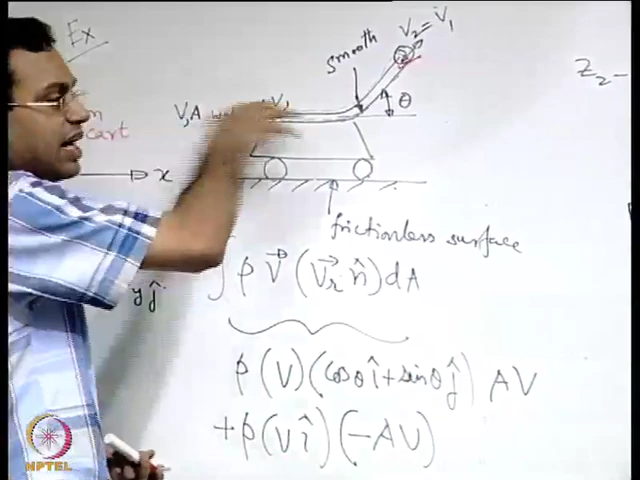 Ex
V₂ = V₁
smooth
Z₂ -
V, A
θ
cart
x
frictionless surface
∫ρ V⃗ (V⃗r · n̂) dA
y ĵ
ρ (V) (cosθ î + sinθ ĵ) AV
+ρ(V î) (-AV)
NPTEL